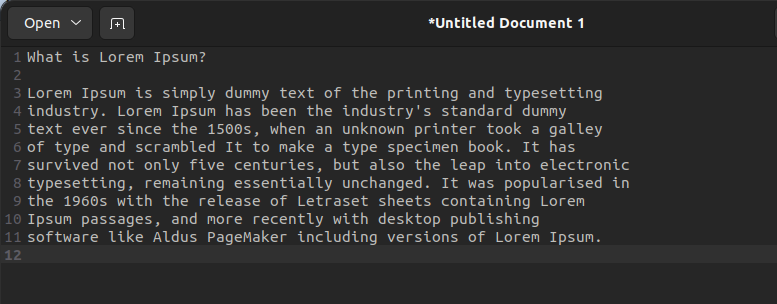 Open
*Untitled Document 1
1 What is Lorem Ipsum?
2
3 Lorem Ipsum is simply dummy text of the printing and typesetting
4 industry. Lorem Ipsum has been the industry's standard dummy
5 text ever since the 1500s, when an unknown printer took a galley
6 of type and scrambled It to make a type specimen book. It has
7 survived not only five centuries, but also the leap into electronic
8 typesetting, remaining essentially unchanged. It was popularised in
9 the 1960s with the release of Letraset sheets containing Lorem
10 Ipsum passages, and more recently with desktop publishing
11 software like Aldus PageMaker including versions of Lorem Ipsum.
12